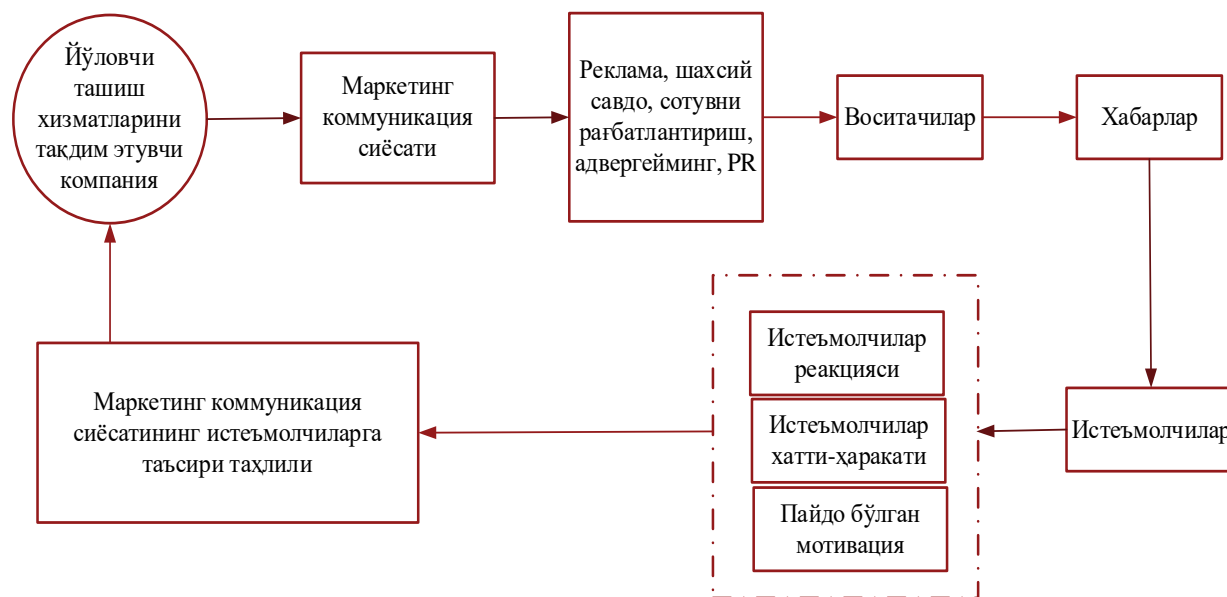 Йўловчи
ташиш
хизматларини
тақдим этувчи
компания
Маркетинг
коммуникация
сиёсати
Реклама, шахсий
савдо, сотувни
рағбатлантириш,
адвергейминг, PR
Воситачилар
Хабарлар
Истеъмолчилар
Истеъмолчилар
реакцияси
Истеъмолчилар
хатти-ҳаракати
Пайдо бўлган
мотивация
Маркетинг коммуникация
сиёсатининг истеъмолчиларга
таъсири таҳлили